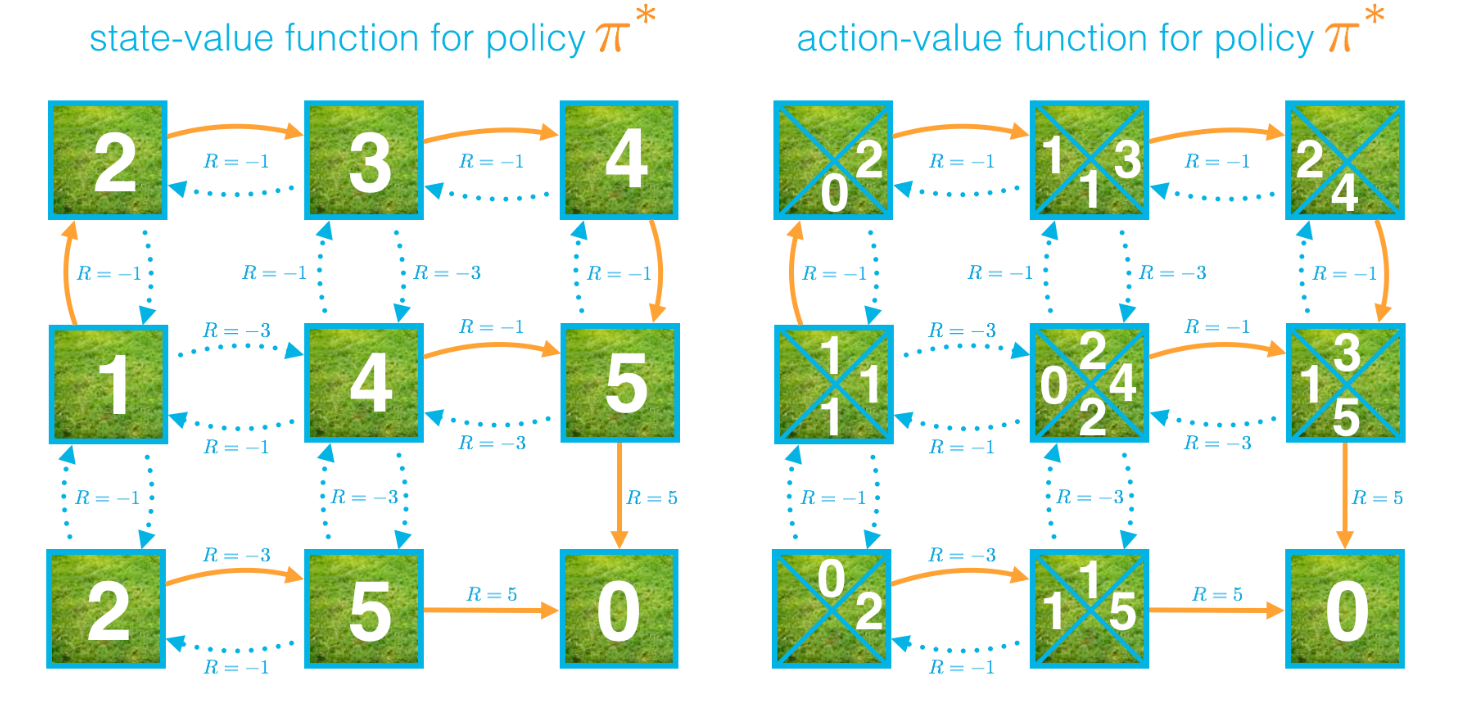 state-value function for policy π*
action-value function for policy π*
2 R = −1 3 R = −1 4
R = −1 R = −1 R = −3 R = −1
1 R = −3 4 R = −1 5
R = −1 R = −3
R = −1 R = −3 R = 5
2 R = −3 5 R = 5 0
R = −1
2 0 R = −1 1 3 1 R = −1 2 4
R = −1 R = −1 R = −3 R = −1
1 1 1 R = −3 2 0 4 2 R = −1 3 1 5
R = −1 R = −3
R = −1 R = −3 R = 5
0 2 R = −3 1 1 5 R = 5 0
R = −1